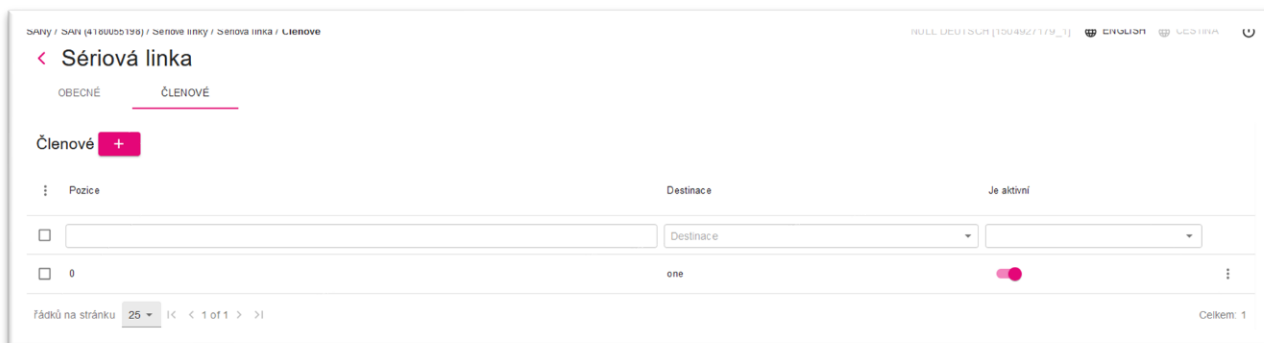 SANy / SAN (4180055198) / Sériové linky / Sériová linka / Členové
NULL DEUTSCH [1504927179_1] ENGLISH ČEŠTINA
Sériová linka
OBECNÉ ČLENOVÉ
Členové +
Pozice Destinace Je aktivní
Destinace
0 one
řádků na stránku 25 1 of 1 Celkem: 1